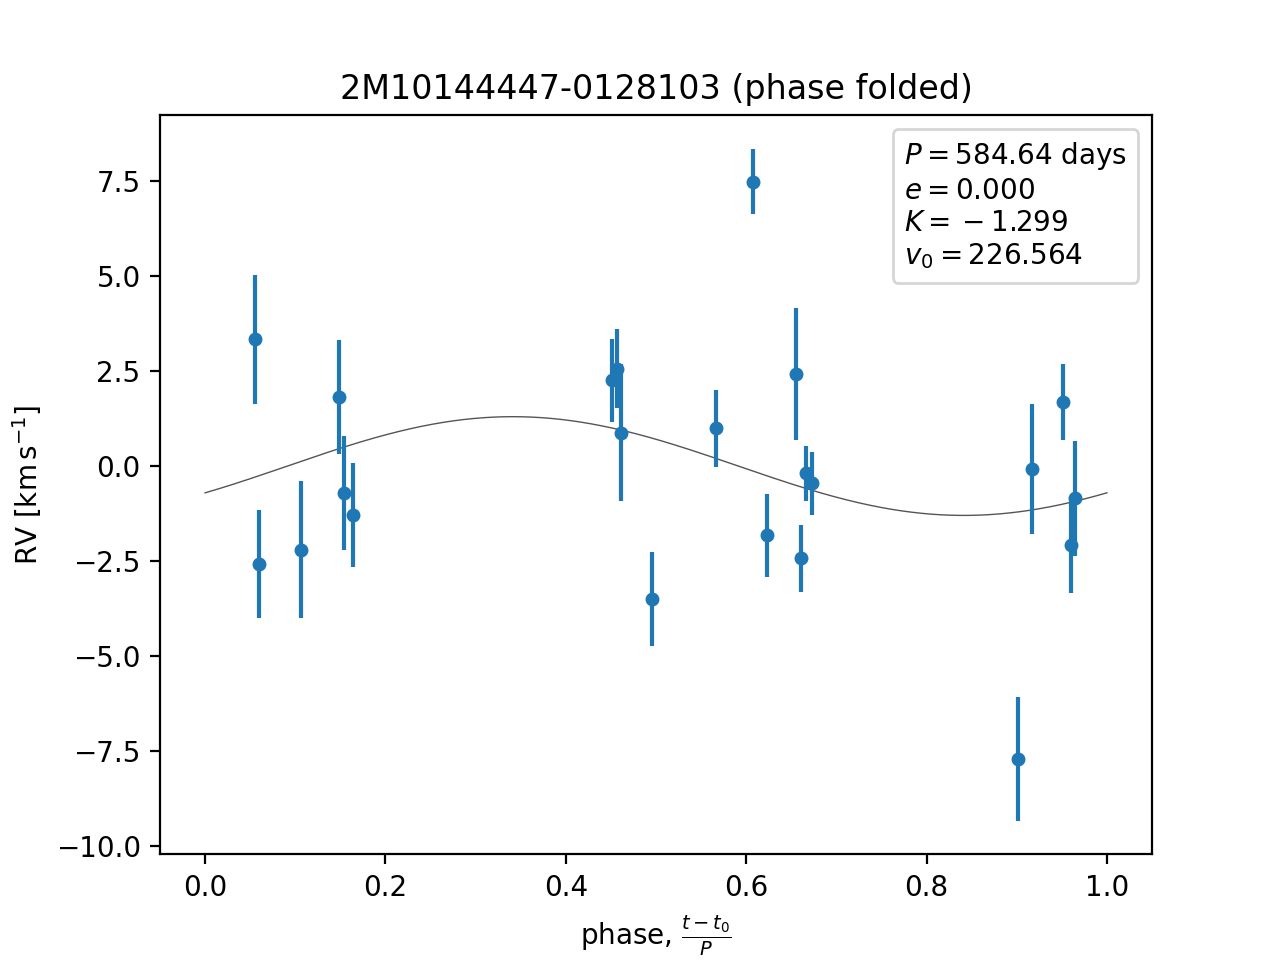 2M10144447-0128103 (phase folded)
P = 584.64 days
e = 0.000
K = −1.299
v₀ = 226.564
RV [km s⁻¹]
7.5
5.0
2.5
0.0
−2.5
−5.0
−7.5
−10.0
0.0 0.2 0.4 0.6 0.8 1.0
phase, (t − t₀)/P